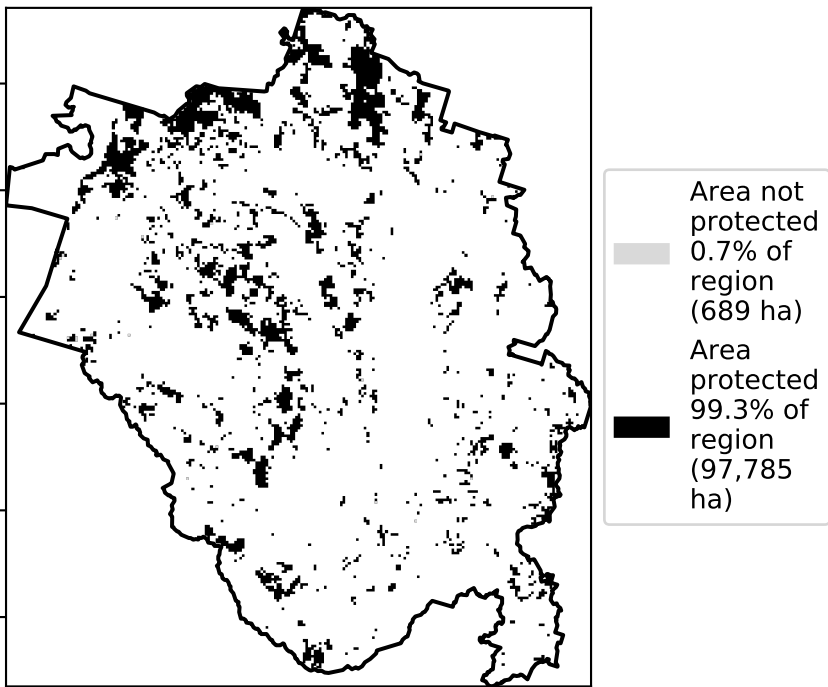 Area not
protected
0.7% of
region
(689 ha)
Area
protected
99.3% of
region
(97,785
ha)